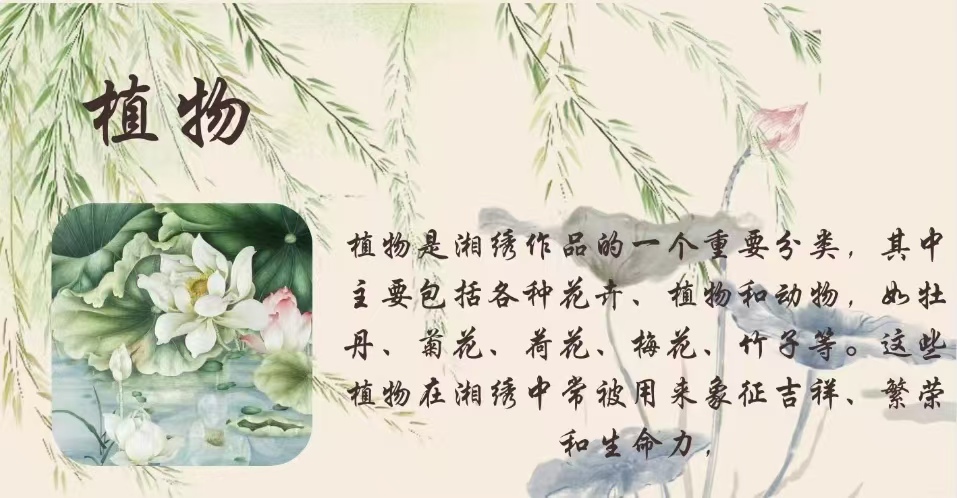 植物
植物是湘绣作品的一个重要分类，其中
主要包括各种花卉、植物和动物，如牡
丹、菊花、荷花、梅花、竹子等。这些
植物在湘绣中常被用来象征吉祥、繁荣
和生命力，